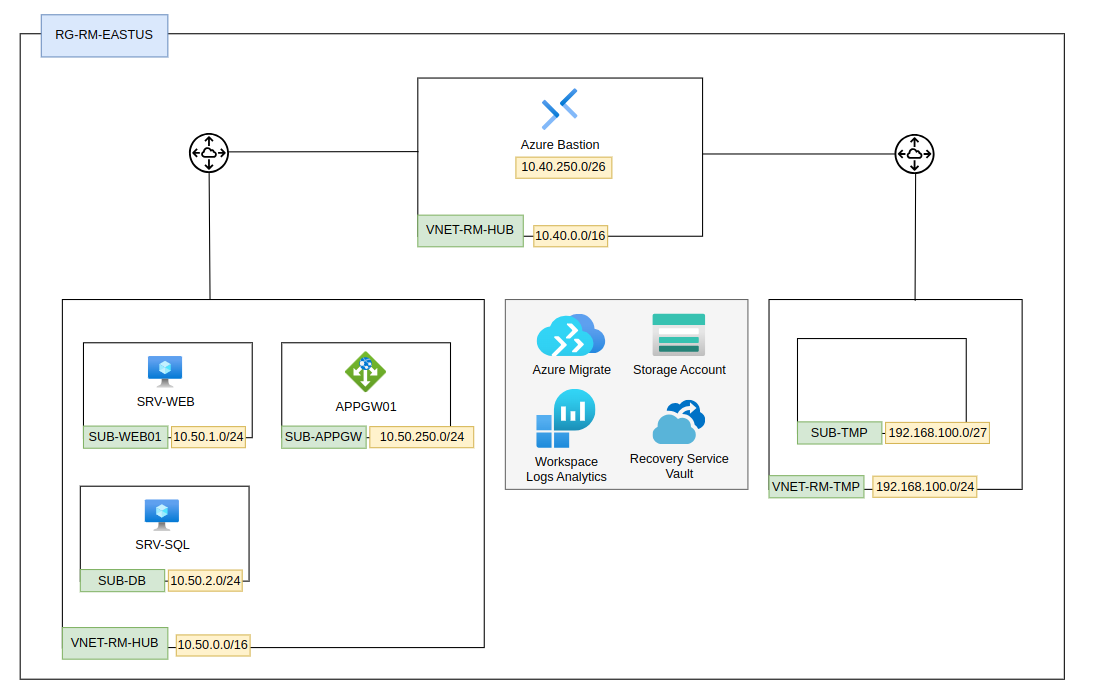 RG-RM-EASTUS
Azure Bastion
10.40.250.0/26
VNET-RM-HUB
10.40.0.0/16
SRV-WEB
SUB-WEB01
10.50.1.0/24
APPGW01
SUB-APPGW
10.50.250.0/24
SRV-SQL
SUB-DB
10.50.2.0/24
VNET-RM-HUB
10.50.0.0/16
Azure Migrate
Storage Account
Workspace
Logs Analytics
Recovery Service
Vault
SUB-TMP
192.168.100.0/27
VNET-RM-TMP
192.168.100.0/24